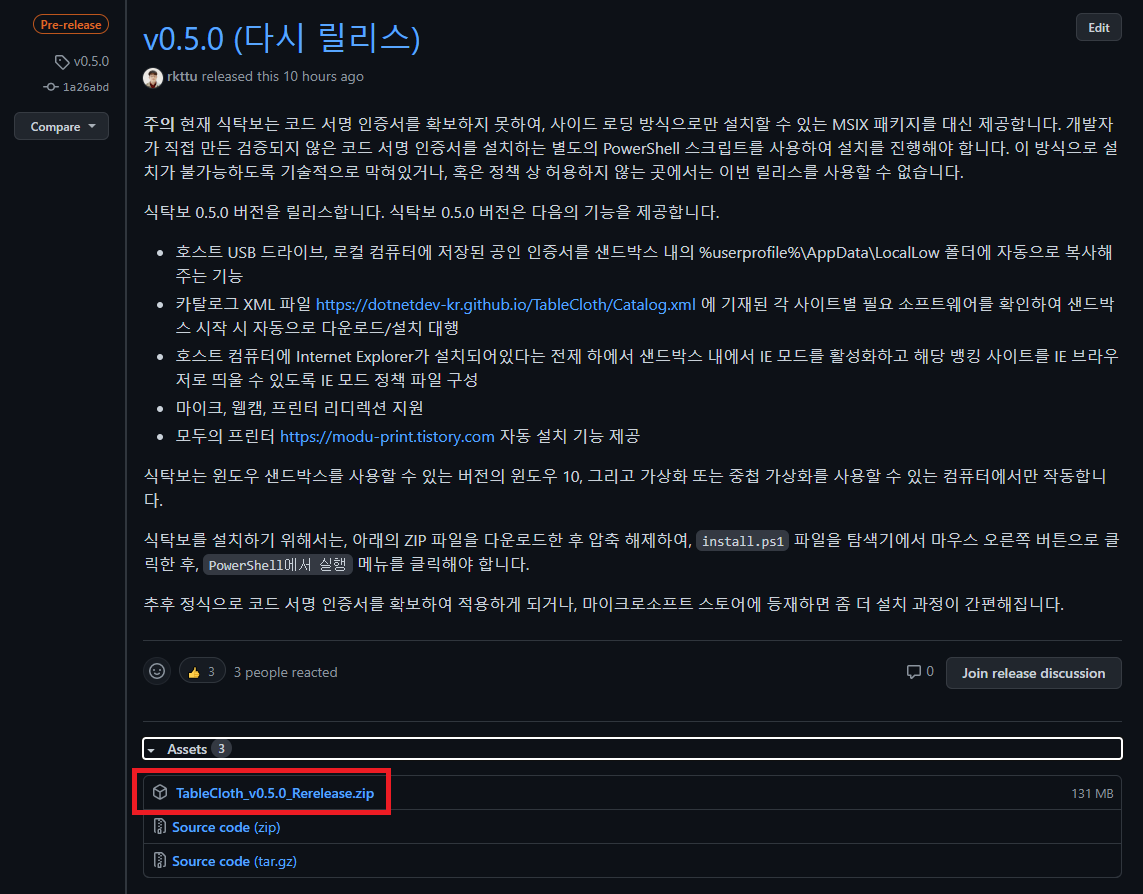 Pre-release
v0.5.0
1a26abd
Compare
v0.5.0 (다시 릴리스)
Edit
rkttu released this 10 hours ago
주의 현재 식탁보는 코드 서명 인증서를 확보하지 못하여, 사이드 로딩 방식으로만 설치할 수 있는 MSIX 패키지를 대신 제공합니다. 개발자
가 직접 만든 검증되지 않은 코드 서명 인증서를 설치하는 별도의 PowerShell 스크립트를 사용하여 설치를 진행해야 합니다. 이 방식으로 설
치가 불가능하도록 기술적으로 막혀있거나, 혹은 정책 상 허용하지 않는 곳에서는 이번 릴리스를 사용할 수 없습니다.
식탁보 0.5.0 버전을 릴리스합니다. 식탁보 0.5.0 버전은 다음의 기능을 제공합니다.
호스트 USB 드라이브, 로컬 컴퓨터에 저장된 공인 인증서를 샌드박스 내의 %userprofile%\AppData\LocalLow 폴더에 자동으로 복사해
주는 기능
카탈로그 XML 파일 https://dotnetdev-kr.github.io/TableCloth/Catalog.xml 에 기재된 각 사이트별 필요 소프트웨어를 확인하여 샌드박
스 시작 시 자동으로 다운로드/설치 대행
호스트 컴퓨터에 Internet Explorer가 설치되어있다는 전제 하에서 샌드박스 내에서 IE 모드를 활성화하고 해당 뱅킹 사이트를 IE 브라우
저로 띄울 수 있도록 IE 모드 정책 파일 구성
마이크, 웹캠, 프린터 리디렉션 지원
모두의 프린터 https://modu-print.tistory.com 자동 설치 기능 제공
식탁보는 윈도우 샌드박스를 사용할 수 있는 버전의 윈도우 10, 그리고 가상화 또는 중첩 가상화를 사용할 수 있는 컴퓨터에서만 작동합니
다.
식탁보를 설치하기 위해서는, 아래의 ZIP 파일을 다운로드한 후 압축 해제하여, install.ps1 파일을 탐색기에서 마우스 오른쪽 버튼으로 클
릭한 후, PowerShell에서 실행 메뉴를 클릭해야 합니다.
추후 정식으로 코드 서명 인증서를 확보하여 적용하게 되거나, 마이크로소프트 스토어에 등재하면 좀 더 설치 과정이 간편해집니다.
3
3 people reacted
0
Join release discussion
Assets 3
TableCloth_v0.5.0_Rerelease.zip
131 MB
Source code (zip)
Source code (tar.gz)